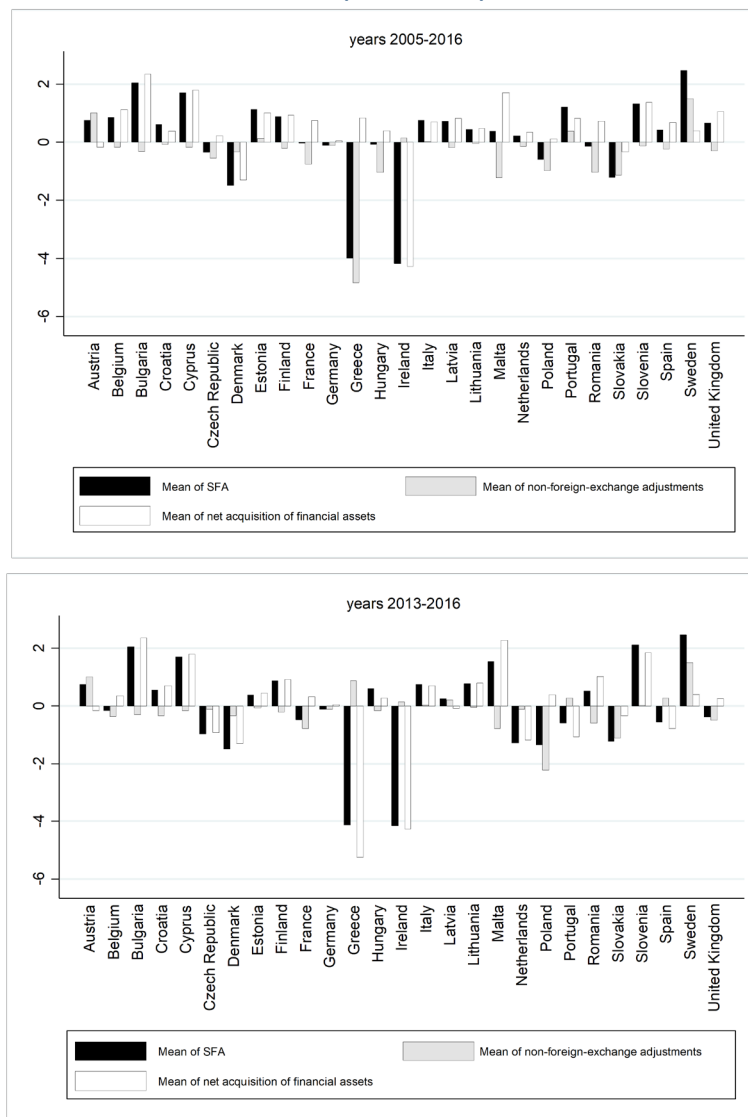 years 2005-2016
2
0
-2
-4
-6
Austria
Belgium
Bulgaria
Croatia
Cyprus
Czech Republic
Denmark
Estonia
Finland
France
Germany
Greece
Hungary
Ireland
Italy
Latvia
Lithuania
Malta
Netherlands
Poland
Portugal
Romania
Slovakia
Slovenia
Spain
Sweden
United Kingdom
Mean of SFA
Mean of non-foreign-exchange adjustments
Mean of net acquisition of financial assets
years 2013-2016
2
0
-2
-4
-6
Austria
Belgium
Bulgaria
Croatia
Cyprus
Czech Republic
Denmark
Estonia
Finland
France
Germany
Greece
Hungary
Ireland
Italy
Latvia
Lithuania
Malta
Netherlands
Poland
Portugal
Romania
Slovakia
Slovenia
Spain
Sweden
United Kingdom
Mean of SFA
Mean of non-foreign-exchange adjustments
Mean of net acquisition of financial assets